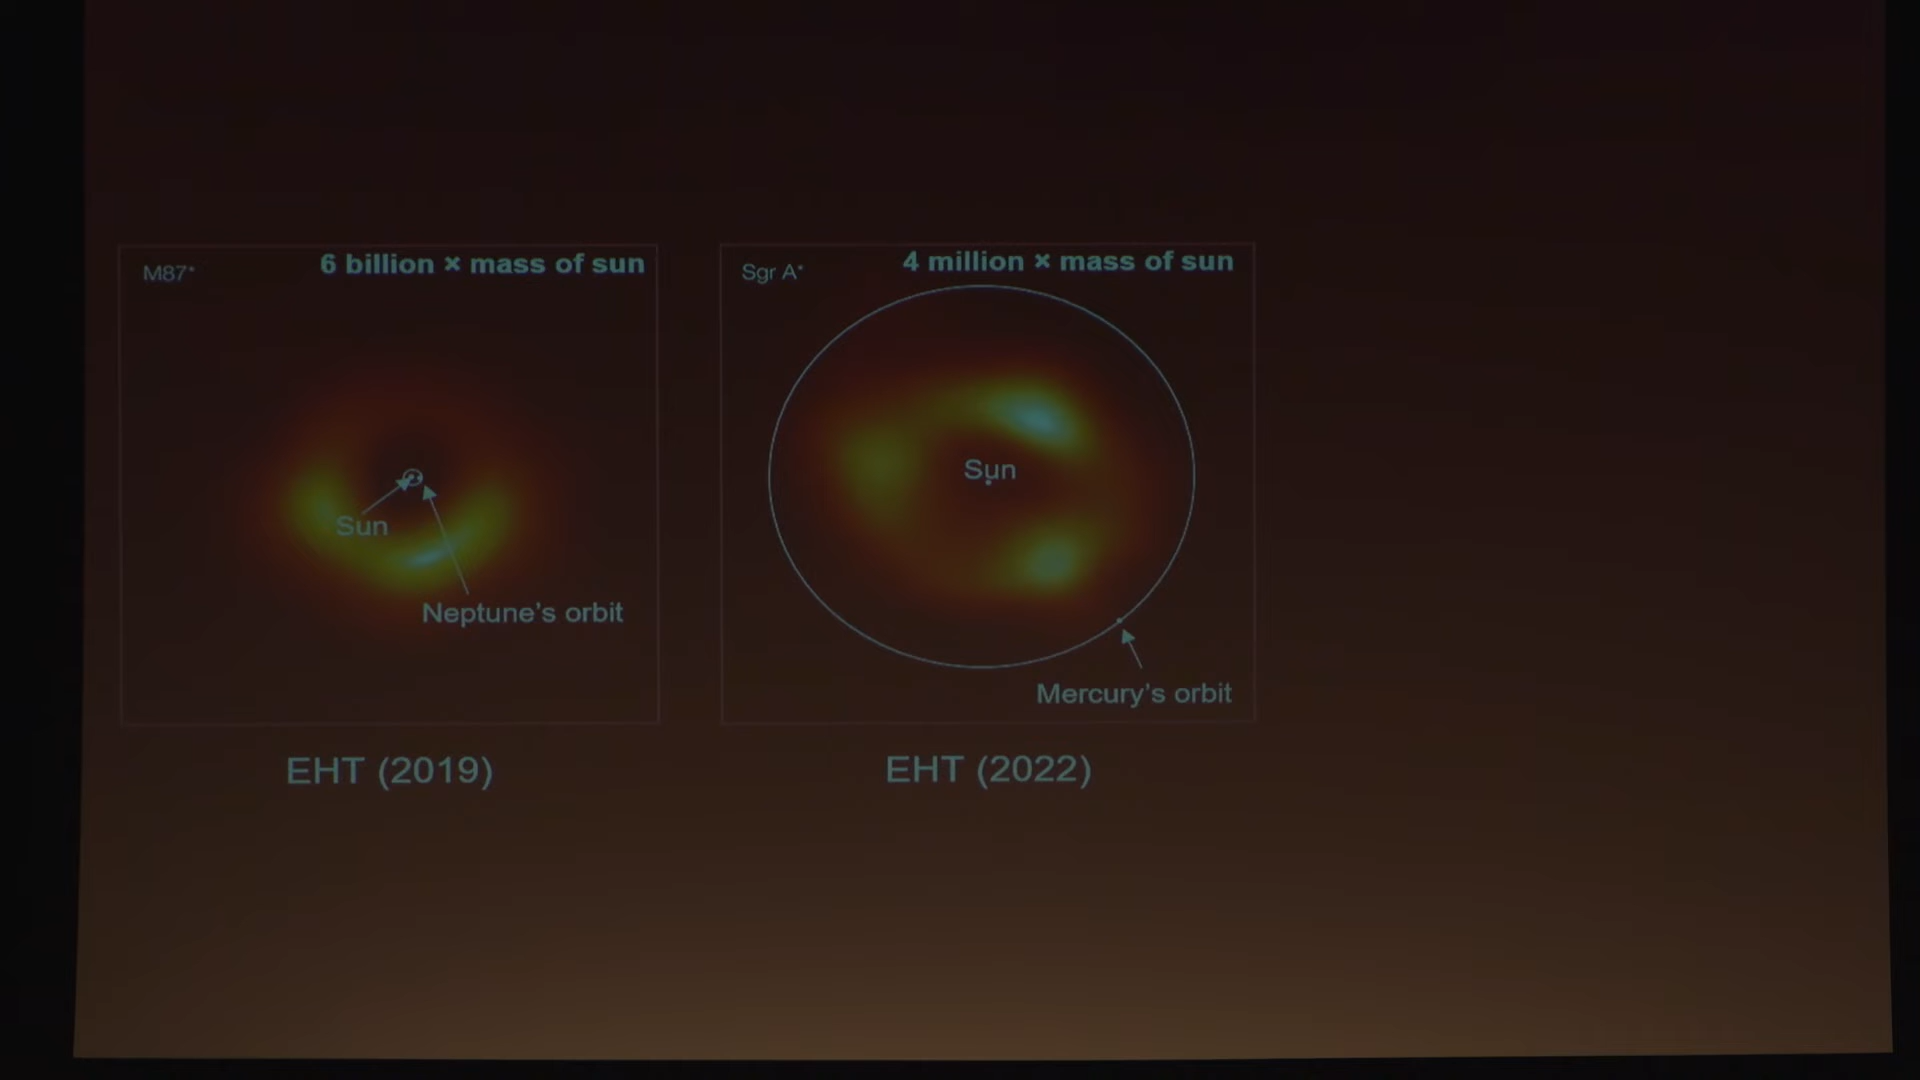 M87*
6 billion × mass of sun
Sun
Neptune's orbit
EHT (2019)
Sgr A*
4 million × mass of sun
Sun
Mercury's orbit
EHT (2022)